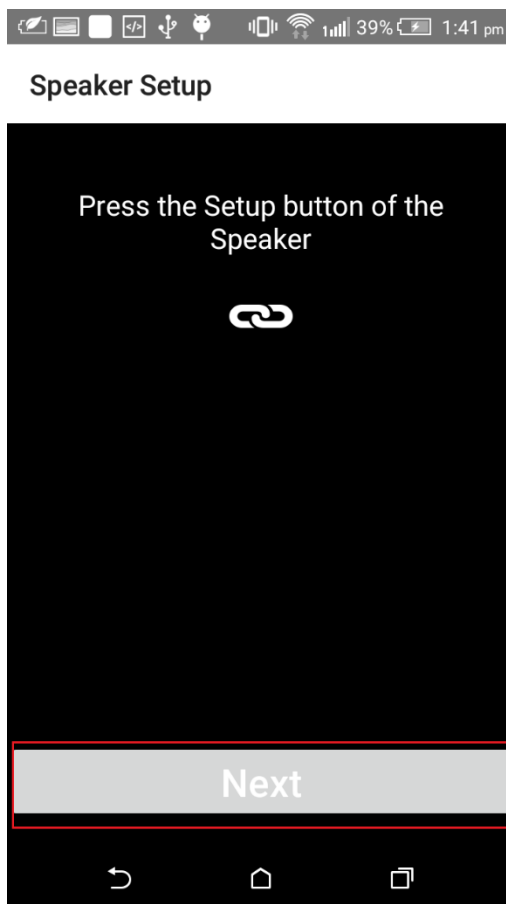 39% 1:41 pm
Speaker Setup
Press the Setup button of the
Speaker
Next